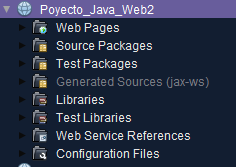 Poyecto_Java_Web2
Web Pages
Source Packages
Test Packages
Generated Sources (jax-ws)
Libraries
Test Libraries
Web Service References
Configuration Files